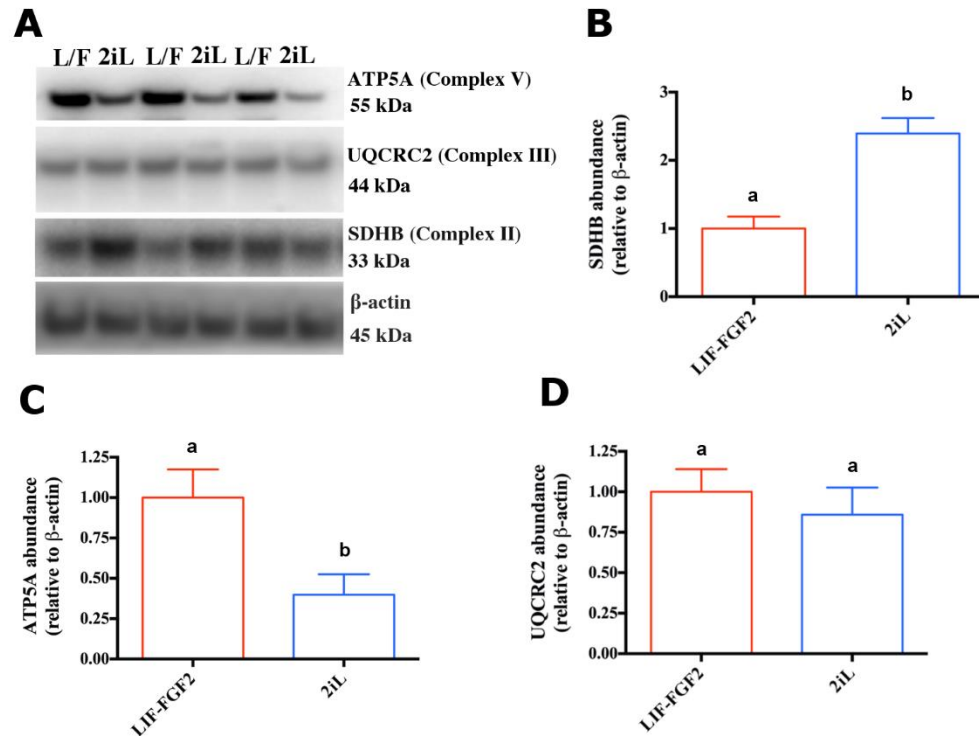 A
L/F 2iL L/F 2iL L/F 2iL
ATP5A (Complex V)
55 kDa
UQCRC2 (Complex III)
44 kDa
SDHB (Complex II)
33 kDa
β-actin
45 kDa
B
SDHB abundance
(relative to β-actin)
3
2
1
0
a
b
LIF-FGF2
2iL
C
ATP5A abundance
(relative to β-actin)
1.25
1.00
0.75
0.50
0.25
0.00
a
b
LIF-FGF2
2iL
D
UQCRC2 abundance
(relative to β-actin)
1.25
1.00
0.75
0.50
0.25
0.00
a
a
LIF-FGF2
2iL